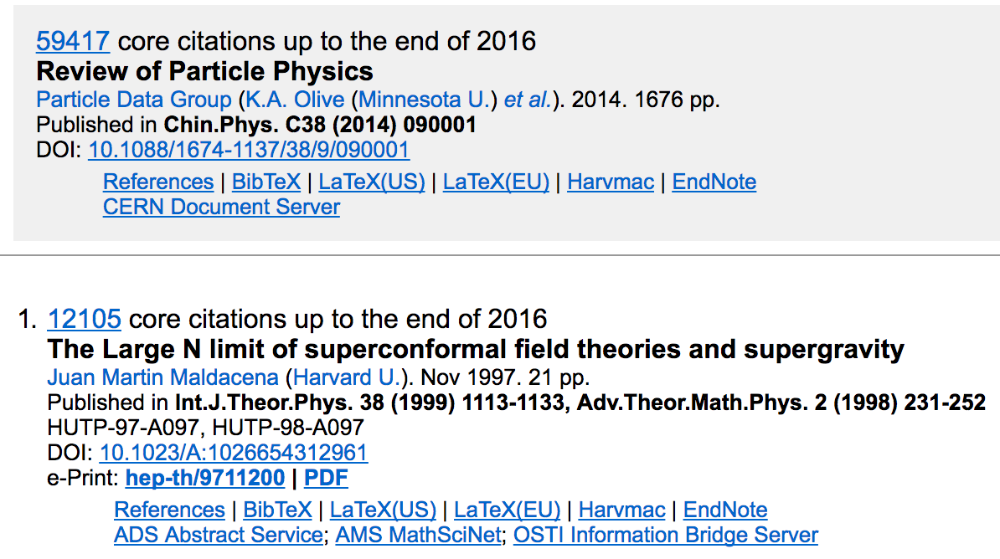 59417 core citations up to the end of 2016
Review of Particle Physics
Particle Data Group (K.A. Olive (Minnesota U.) et al.). 2014. 1676 pp.
Published in Chin.Phys. C38 (2014) 090001
DOI: 10.1088/1674-1137/38/9/090001
References | BibTeX | LaTeX(US) | LaTeX(EU) | Harvmac | EndNote
CERN Document Server
1. 12105 core citations up to the end of 2016
The Large N limit of superconformal field theories and supergravity
Juan Martin Maldacena (Harvard U.). Nov 1997. 21 pp.
Published in Int.J.Theor.Phys. 38 (1999) 1113-1133, Adv.Theor.Math.Phys. 2 (1998) 231-252
HUTP-97-A097, HUTP-98-A097
DOI: 10.1023/A:1026654312961
e-Print: hep-th/9711200 | PDF
References | BibTeX | LaTeX(US) | LaTeX(EU) | Harvmac | EndNote
ADS Abstract Service; AMS MathSciNet; OSTI Information Bridge Server